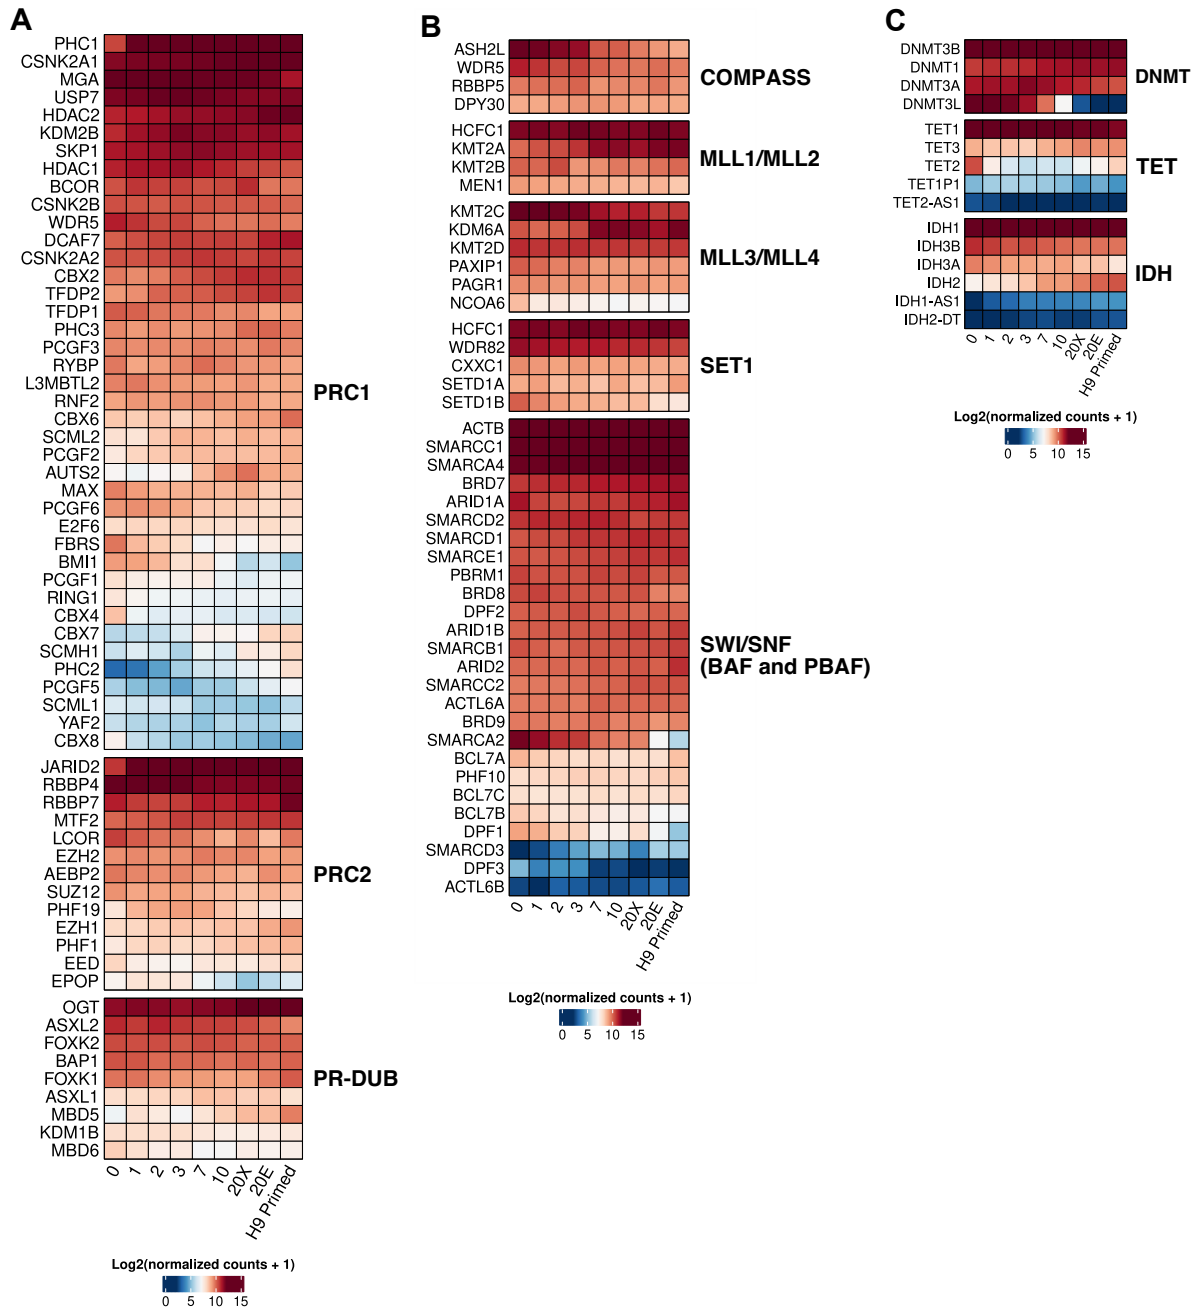 A
PHC1
CSNK2A1
MGA
USP7
HDAC2
KDM2B
SKP1
HDAC1
BCOR
CSNK2B
WDR5
DCAF7
CSNK2A2
CBX2
TFDP2
TFDP1
PHC3
PCGF3
RYBP
L3MBTL2
RNF2
CBX6
SCML2
PCGF2
AUTS2
MAX
PCGF6
E2F6
FBRS
BMI1
PCGF1
RING1
CBX4
CBX7
SCMH1
PHC2
PCGF5
SCML1
YAF2
CBX8
PRC1
JARID2
RBBP4
RBBP7
MTF2
LCOR
EZH2
AEBP2
SUZ12
PHF19
EZH1
PHF1
EED
EPOP
PRC2
OGT
ASXL2
FOXK2
BAP1
FOXK1
ASXL1
MBD5
KDM1B
MBD6
PR-DUB
0 1 2 3 7 10 20X 20E H9 Primed
Log2(normalized counts + 1)
0 5 10 15
B
ASH2L
WDR5
RBBP5
DPY30
COMPASS
HCFC1
KMT2A
KMT2B
MEN1
MLL1/MLL2
KMT2C
KDM6A
KMT2D
PAXIP1
PAGR1
NCOA6
MLL3/MLL4
HCFC1
WDR82
CXXC1
SETD1A
SETD1B
SET1
ACTB
SMARCC1
SMARCA4
BRD7
ARID1A
SMARCD2
SMARCD1
SMARCE1
PBRM1
BRD8
DPF2
ARID1B
SMARCB1
ARID2
SMARCC2
ACTL6A
BRD9
SMARCA2
BCL7A
PHF10
BCL7C
BCL7B
DPF1
SMARCD3
DPF3
ACTL6B
SWI/SNF
(BAF and PBAF)
0 1 2 3 7 10 20X 20E H9 Primed
Log2(normalized counts + 1)
0 5 10 15
C
DNMT3B
DNMT1
DNMT3A
DNMT3L
DNMT
TET1
TET3
TET2
TET1P1
TET2-AS1
TET
IDH1
IDH3B
IDH3A
IDH2
IDH1-AS1
IDH2-DT
IDH
0 1 2 3 7 10 20X 20E H9 Primed
Log2(normalized counts + 1)
0 5 10 15